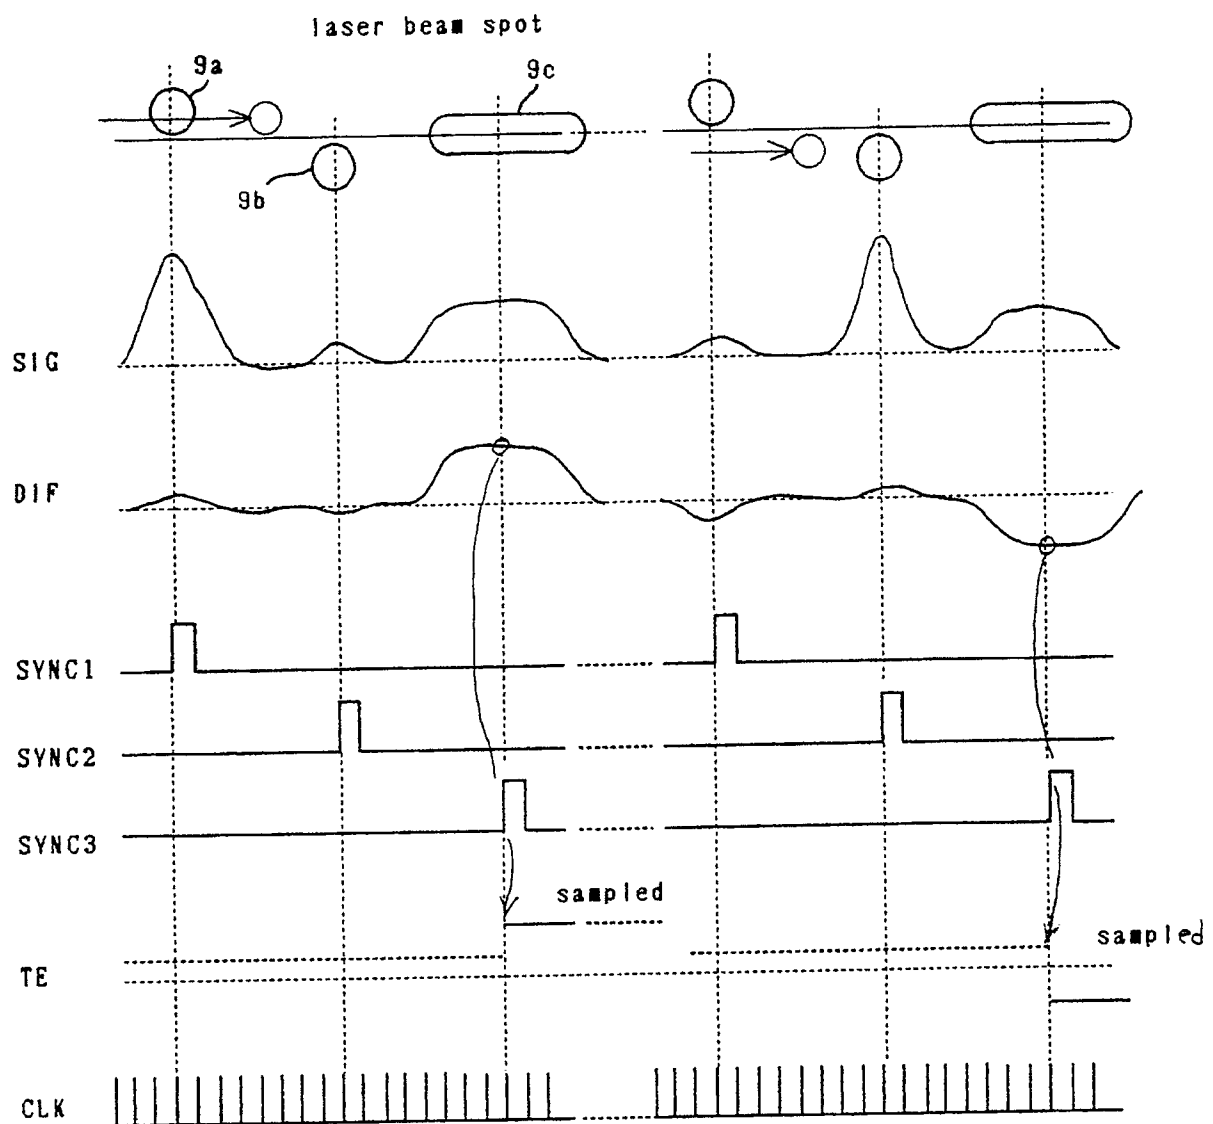 laser beam spot
9a
9c
9b
SIG
DIF
SYNC1
SYNC2
SYNC3
sampled
sampled
TE
CLK